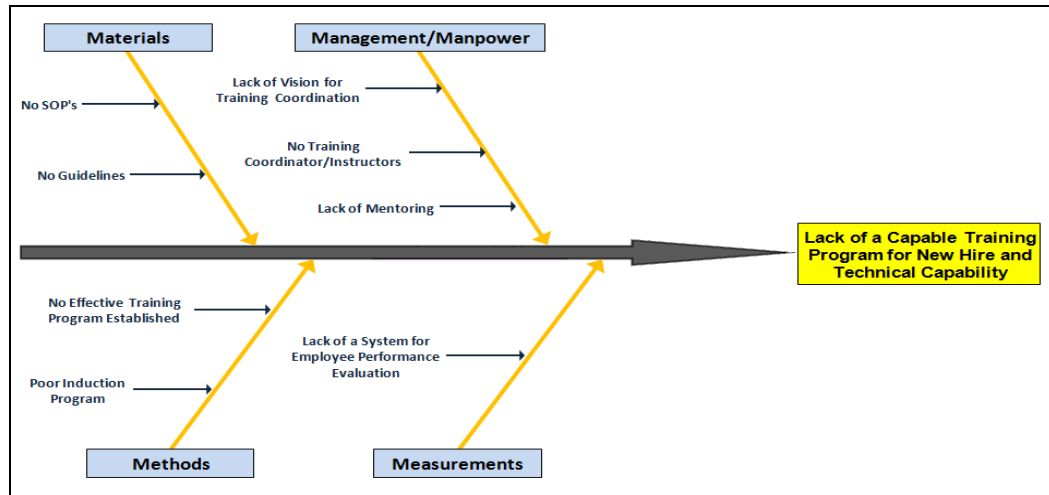 Materials
Management/Manpower
No SOP's
No Guidelines
Lack of Vision for
Training Coordination
No Training
Coordinator/Instructors
Lack of Mentoring
Lack of a Capable Training
Program for New Hire and
Technical Capability
No Effective Training
Program Established
Poor Induction
Program
Lack of a System for
Employee Performance
Evaluation
Methods
Measurements